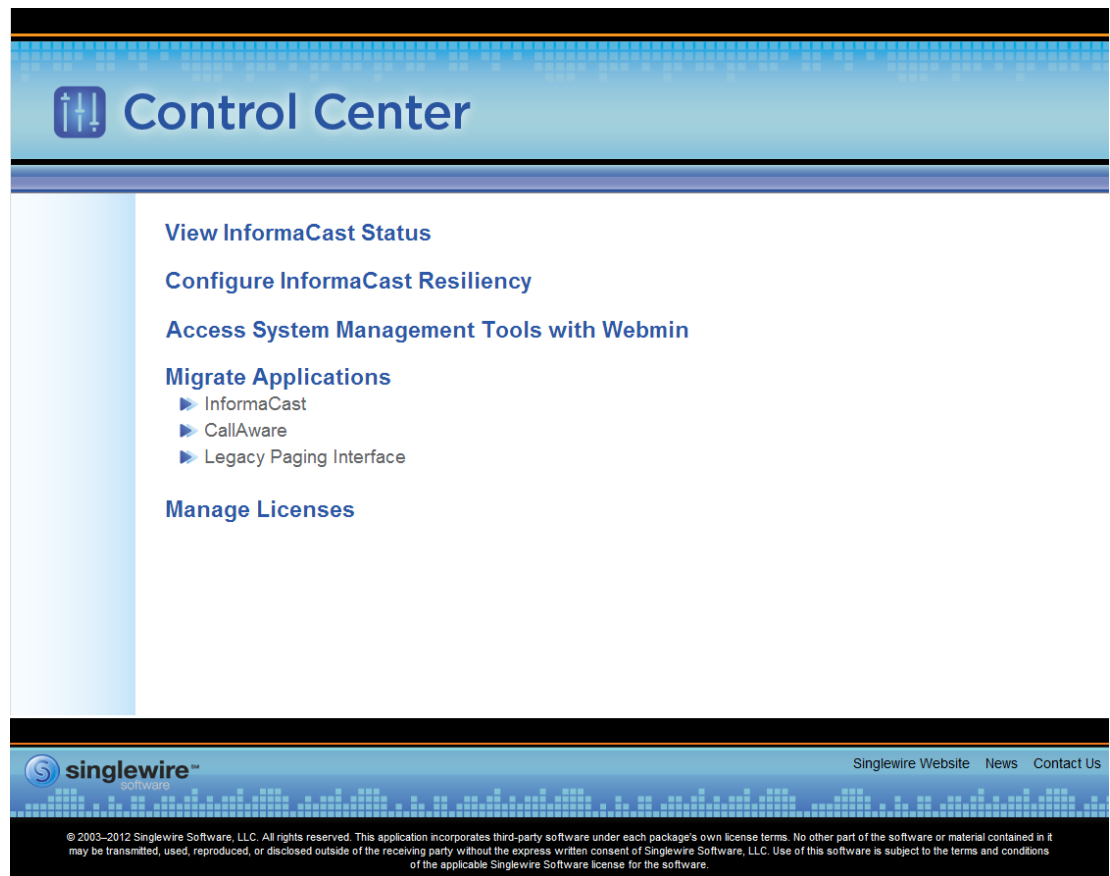 Control Center
View InformaCast Status
Configure InformaCast Resiliency
Access System Management Tools with Webmin
Migrate Applications
InformaCast
CallAware
Legacy Paging Interface
Manage Licenses
S singlewire℠
software
Singlewire Website News Contact Us
© 2003–2012 Singlewire Software, LLC. All rights reserved. This application incorporates third-party software under each package's own license terms. No other part of the software or material contained in it
may be transmitted, used, reproduced, or disclosed outside of the receiving party without the express written consent of Singlewire Software, LLC. Use of this software is subject to the terms and conditions
of the applicable Singlewire Software license for the software.